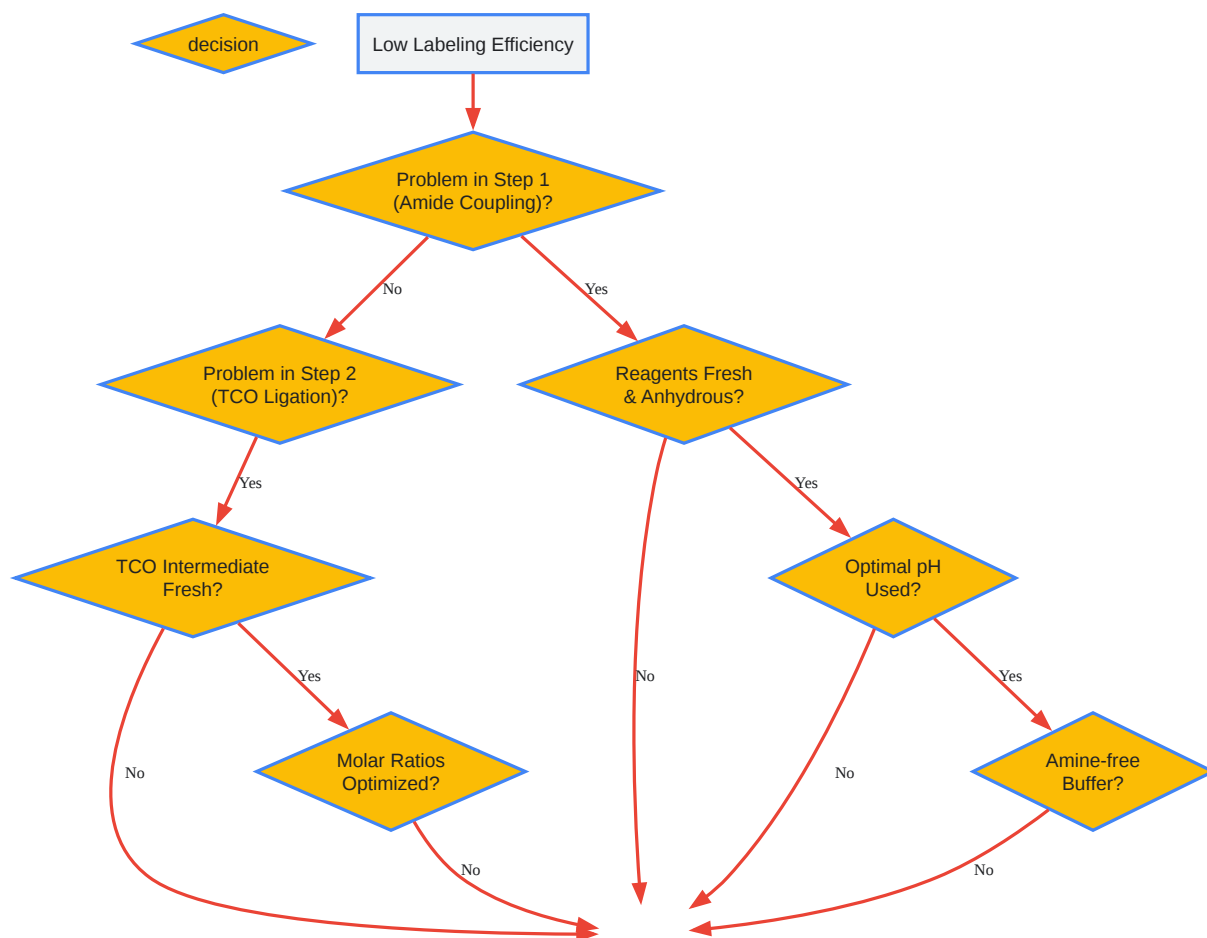 decision
Low Labeling Efficiency
Problem in Step 1
(Amide Coupling)?
No
Yes
Problem in Step 2
(TCO Ligation)?
Reagents Fresh
& Anhydrous?
Yes
Yes
TCO Intermediate
Fresh?
Optimal pH
Used?
Yes
No
Yes
Molar Ratios
Optimized?
Amine-free
Buffer?
No
No
No
No